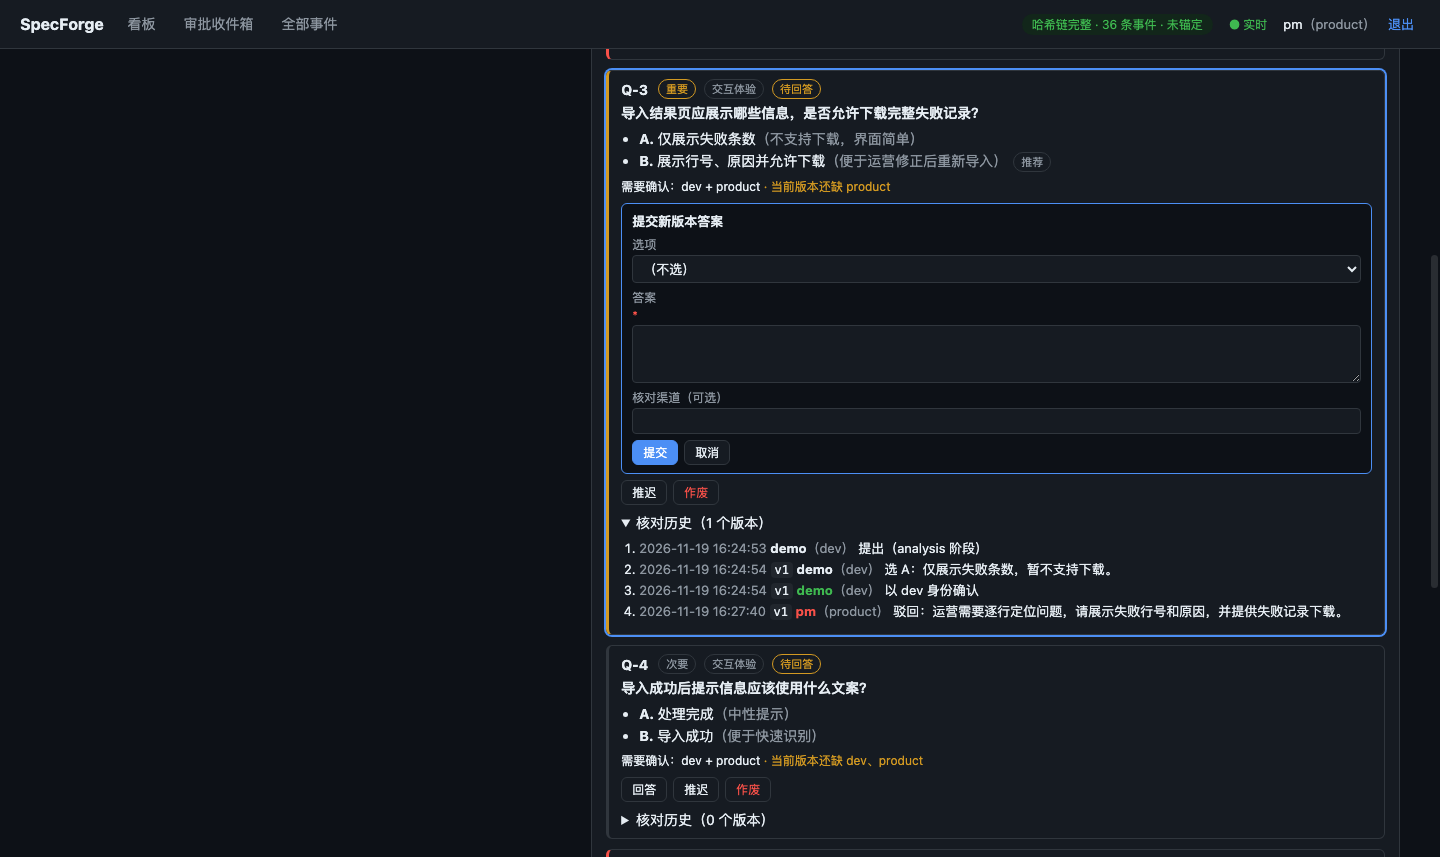 SpecForge 看板 审批收件箱 全部事件 哈希链完整 · 36 条事件 · 未锚定 实时 pm (product) 退出
Q-3 重要 交互体验 待回答
导入结果页应展示哪些信息，是否允许下载完整失败记录？
• A. 仅展示失败条数（不支持下载，界面简单）
• B. 展示行号、原因并允许下载（便于运营修正后重新导入） 推荐
需要确认：dev + product · 当前版本还缺 product
提交新版本答案
选项
（不选）
答案
*
核对渠道（可选）
提交 取消
推迟 作废
▼ 核对历史（1 个版本）
1. 2026-11-19 16:24:53 demo（dev） 提出（analysis 阶段）
2. 2026-11-19 16:24:54 v1 demo（dev） 选 A：仅展示失败条数，暂不支持下载。
3. 2026-11-19 16:24:54 v1 demo（dev） 以 dev 身份确认
4. 2026-11-19 16:27:40 v1 pm（product） 驳回：运营需要逐行定位问题，请展示失败行号和原因，并提供失败记录下载。
Q-4 次要 交互体验 待回答
导入成功后提示信息应该使用什么文案？
• A. 处理完成（中性提示）
• B. 导入成功（便于快速识别）
需要确认：dev + product · 当前版本还缺 dev、product
回答 推迟 作废
▶ 核对历史（0 个版本）